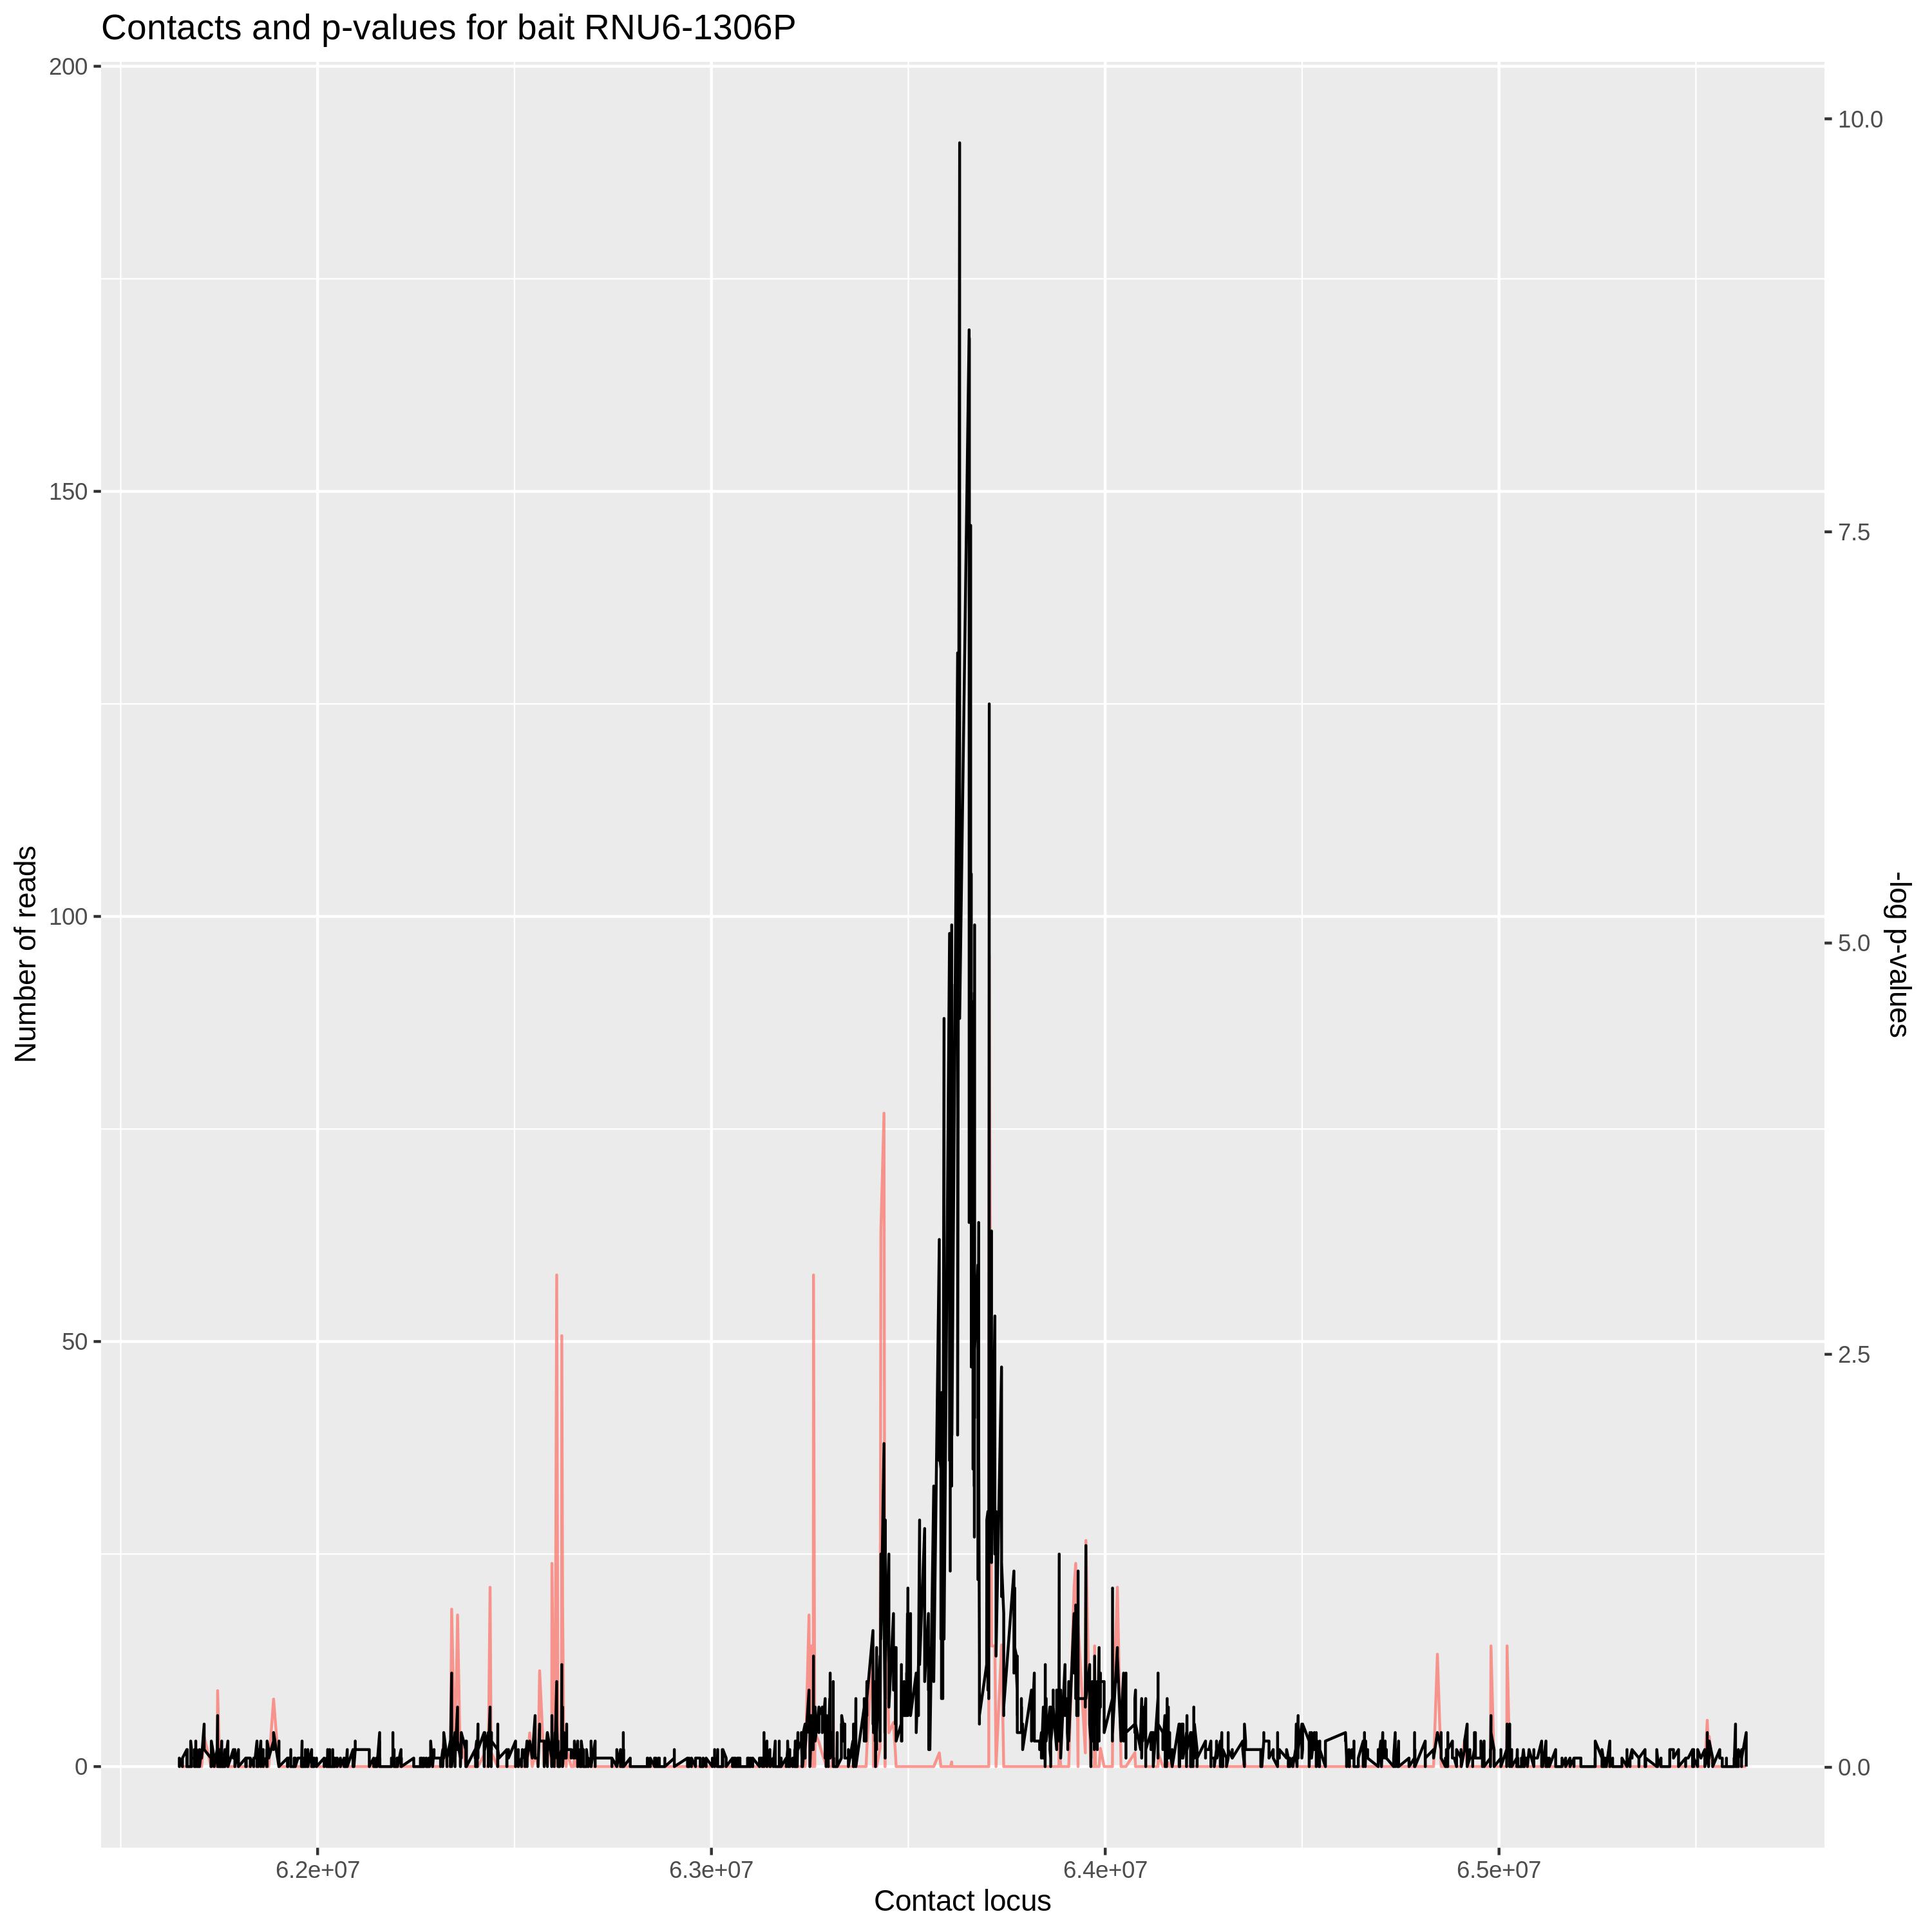 Contacts and p-values for bait RNU6-1306P
200
150
100
50
0
Number of reads
10.0
7.5
5.0
2.5
0.0
-log p-values
6.2e+07
6.3e+07
6.4e+07
6.5e+07
Contact locus